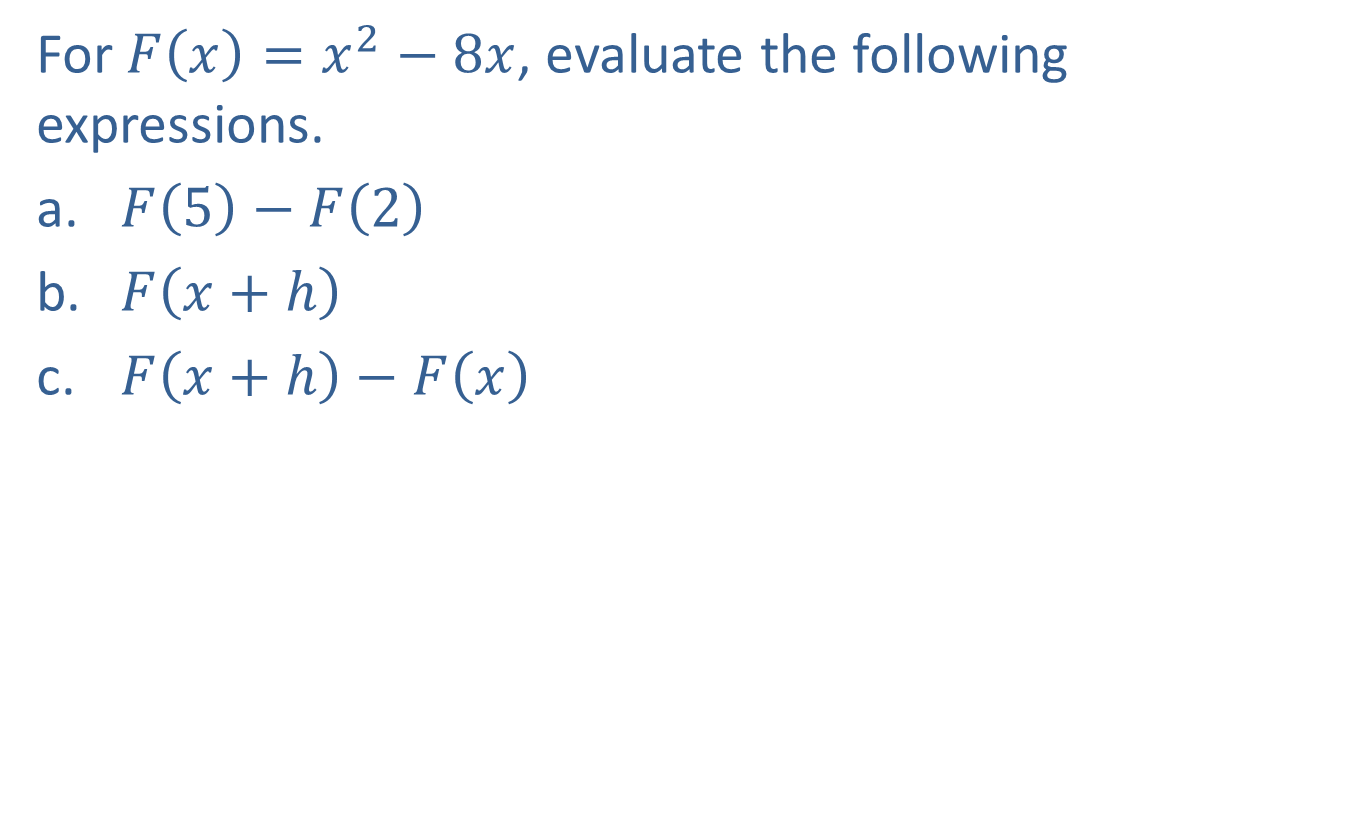 For F(x) = x² − 8x, evaluate the following
expressions.
a. F(5) − F(2)
b. F(x + h)
c. F(x + h) − F(x)